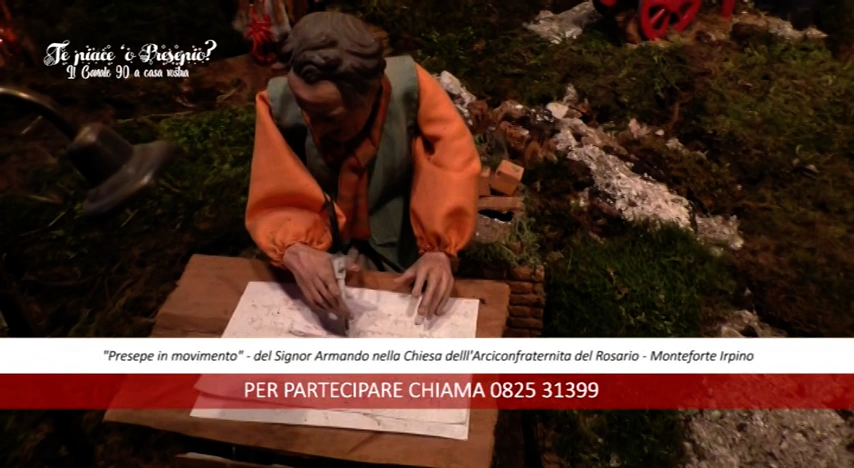 Te piace 'o Presepio?
Il Canale 90 a casa vostra
"Presepe in movimento" - del Signor Armando nella Chiesa delll'Arciconfraternita del Rosario - Monteforte Irpino
PER PARTECIPARE CHIAMA 0825 31399